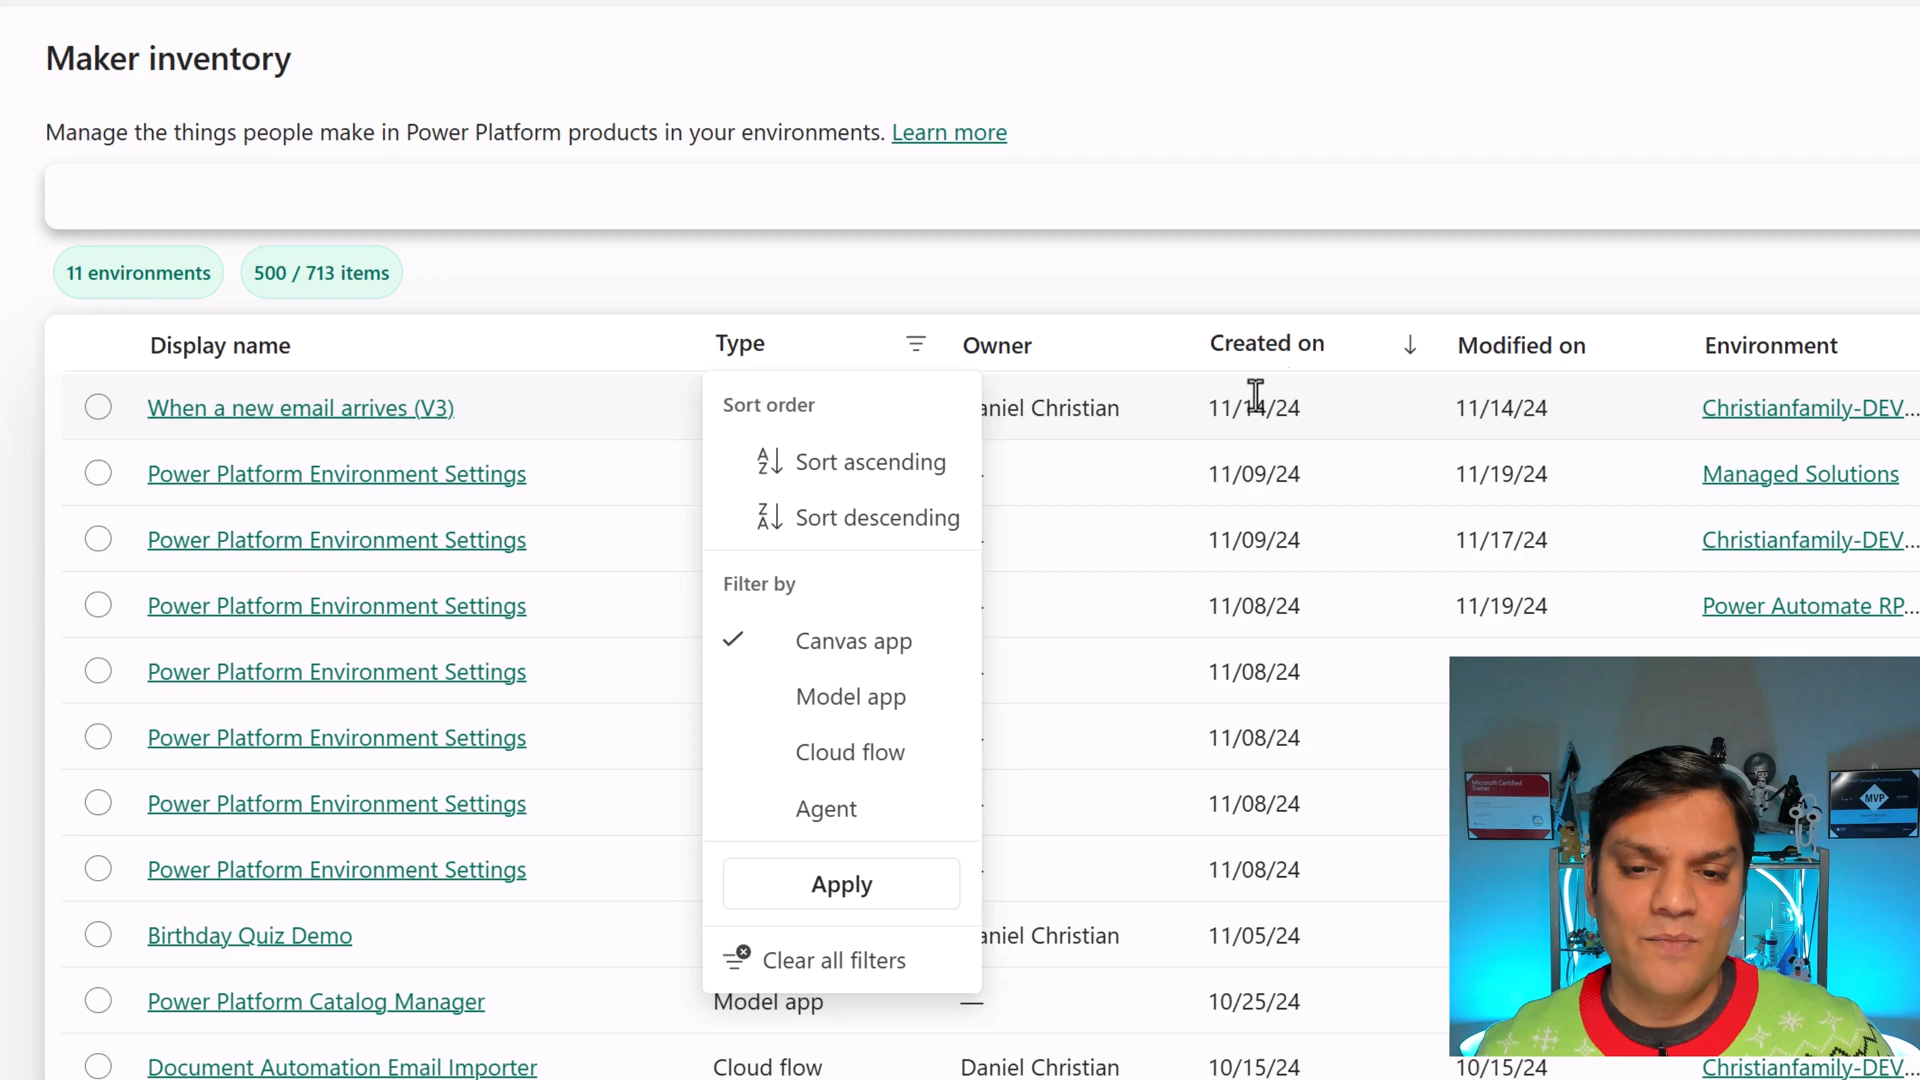 Maker inventory
Manage the things people make in Power Platform products in your environments. Learn more
11 environments 500 / 713 items
Display name Type Owner Created on Modified on Environment
When a new email arrives (V3) aniel Christian 11/14/24 11/14/24 Christianfamily-DEV...
Power Platform Environment Settings 11/09/24 11/19/24 Managed Solutions
Power Platform Environment Settings 11/09/24 11/17/24 Christianfamily-DEV...
Power Platform Environment Settings 11/08/24 11/19/24 Power Automate RP...
Power Platform Environment Settings 11/08/24
Power Platform Environment Settings 11/08/24
Power Platform Environment Settings 11/08/24
Power Platform Environment Settings 11/08/24
Birthday Quiz Demo aniel Christian 11/05/24
Power Platform Catalog Manager Model app — 10/25/24
Document Automation Email Importer Cloud flow Daniel Christian 10/15/24 10/15/24 Christianfamily-DEV...
Sort order
Sort ascending
Sort descending
Filter by
Canvas app
Model app
Cloud flow
Agent
Apply
Clear all filters
Microsoft Certified
Trainer
MVP